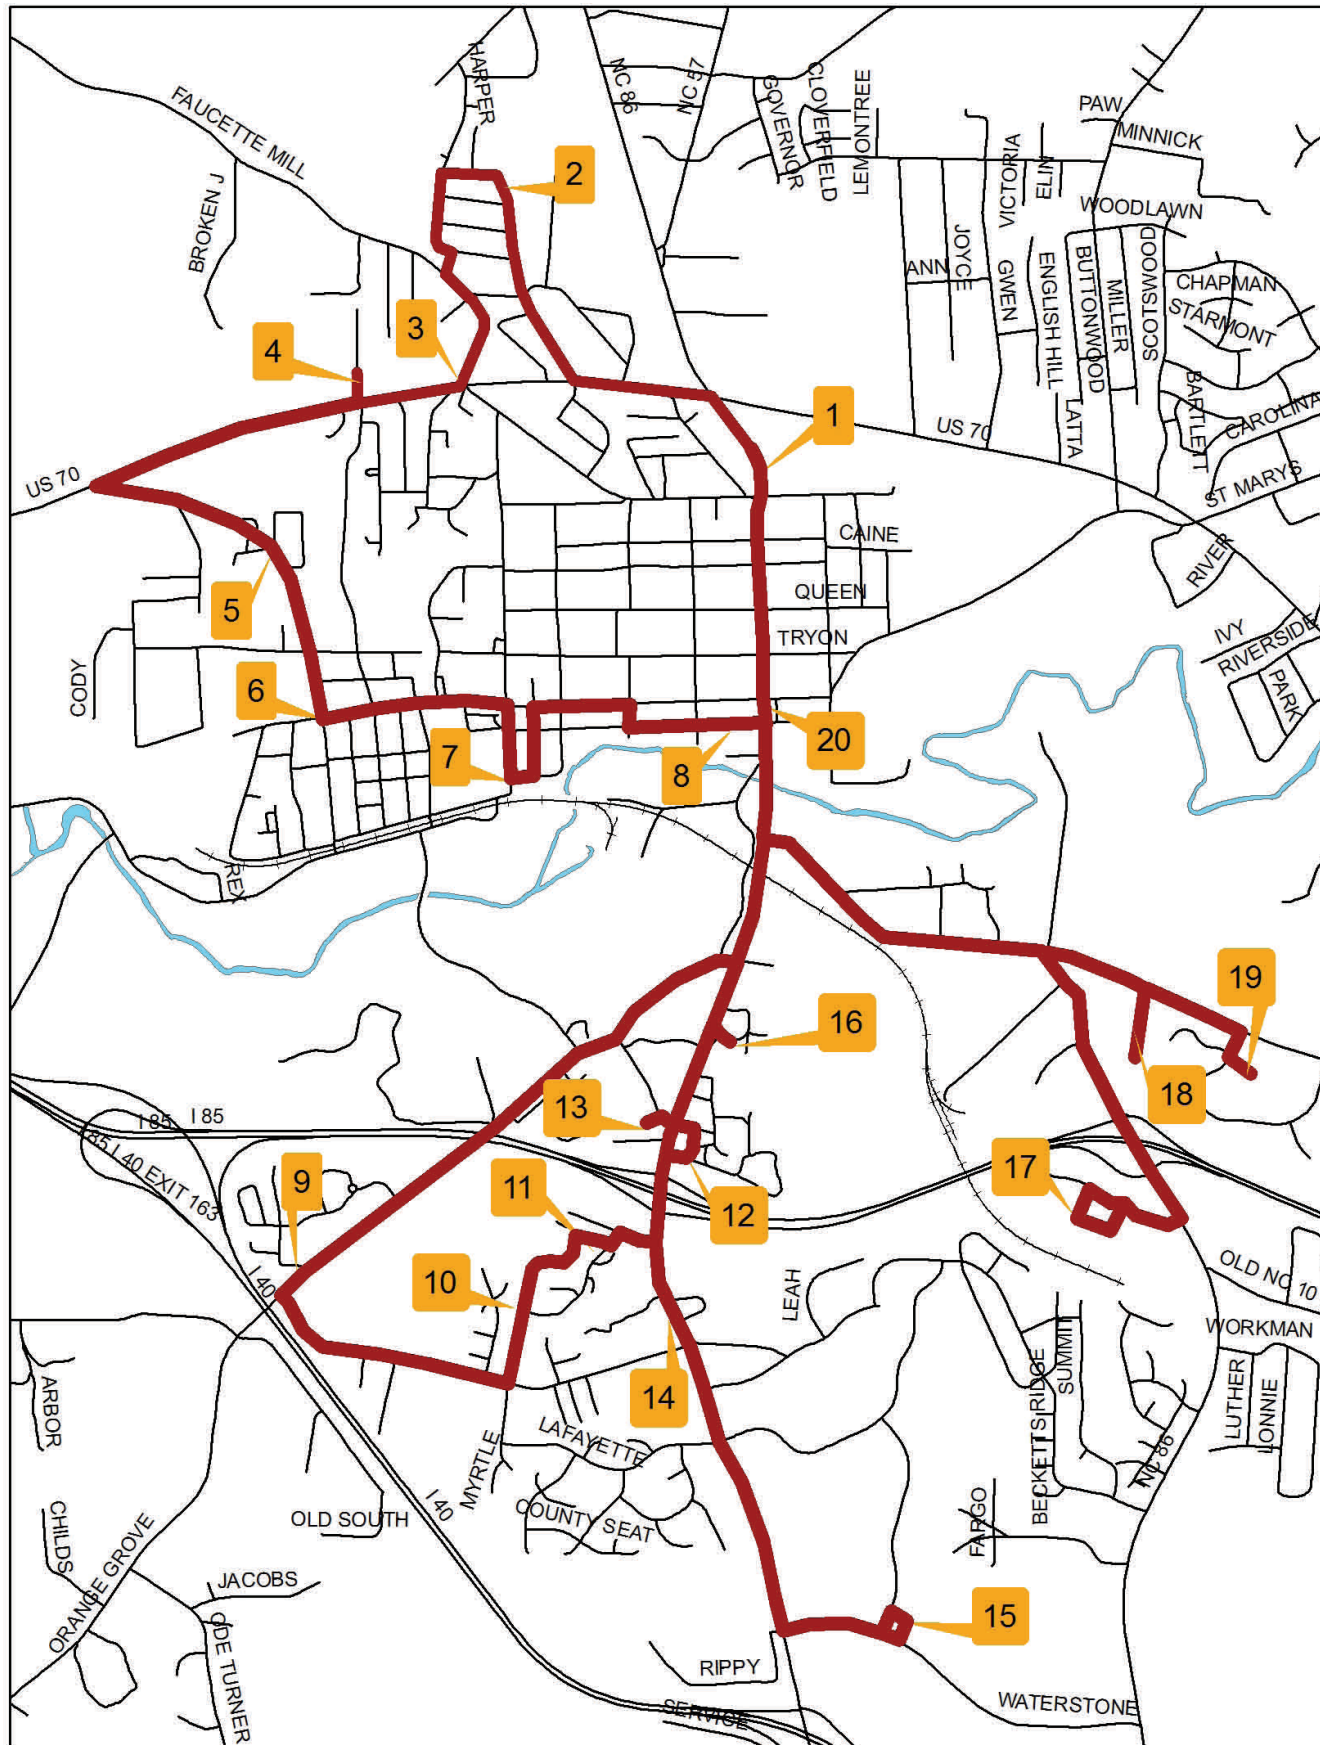 HARPER
NC 86
NC 57
GOVERNOR
CLOVERFIELD
LEMONTREE
PAW
MINNICK
FAUCETTE MILL
BROKEN J
2
VICTORIA
ELIN
WOODLAWN
JOYCE
ANN
GWEN
ENGLISH HILL
BUTTONWOOD
MILLER
SCOTSWOOD
CHAPMAN
STARMONT
3
4
BARTLETT
CAROLINA
1
US 70
LATTA
US 70
ST MARYS
CAINE
RIVER
5
QUEEN
TRYON
IVY
RIVERSIDE
PARK
CODY
6
7
8
20
REX
19
16
18
13
I 85
I 85
I 85
I 40 EXIT 163
9
11
12
17
10
I 40
LEAH
OLD NC 10
WORKMAN
14
SUMMIT
BECKETTS RIDGE
LUTHER
LONNIE
ARBOR
LAFAYETTE
MYRTLE
NC 86
I 40
OLD SOUTH
COUNTY SEAT
FARGO
CHILDS
ORANGE GROVE
JACOBS
ODE TURNER
15
RIPPY
SERVICE
WATERSTONE